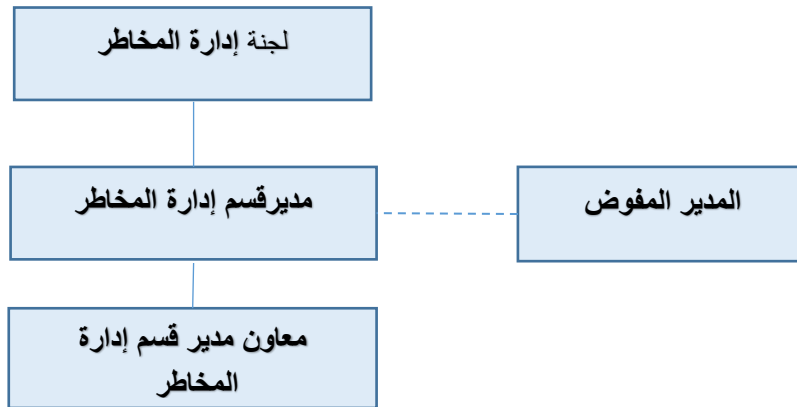 لجنة إدارة المخاطر
مديرقسم إدارة المخاطر
المدير المفوض
معاون مدير قسم إدارة
المخاطر